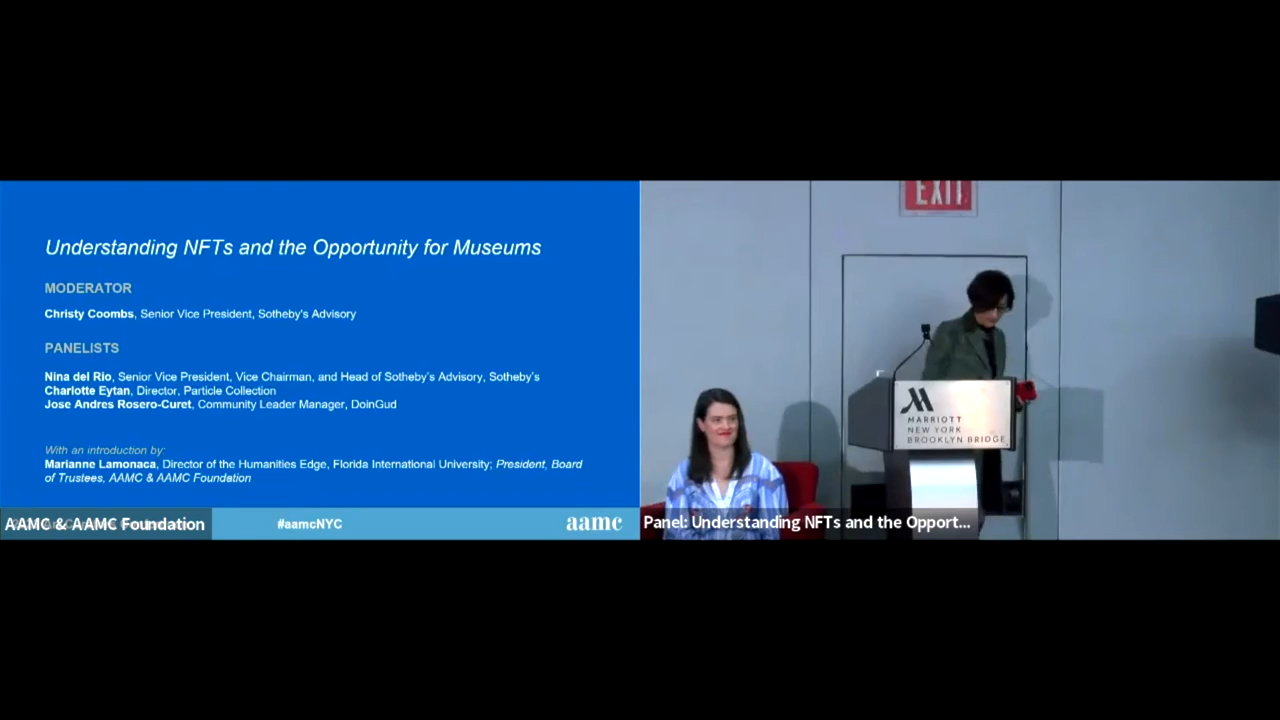 Understanding NFTs and the Opportunity for Museums
MODERATOR
Christy Coombs, Senior Vice President, Sotheby's Advisory
PANELISTS
Nina del Rio, Senior Vice President, Vice Chairman, and Head of Sotheby's Advisory, Sotheby's
Charlotte Eytan, Director, Particle Collection
Jose Andres Rosero-Curet, Community Leader Manager, DoinGud
With an introduction by:
Marianne Lamonaca, Director of the Humanities Edge, Florida International University; President, Board
of Trustees, AAMC & AAMC Foundation
AAMC & AAMC Foundation
#aamcNYC
aamc
EXIT
MARRIOTT
NEW YORK
BROOKLYN BRIDGE
Panel: Understanding NFTs and the Opport...